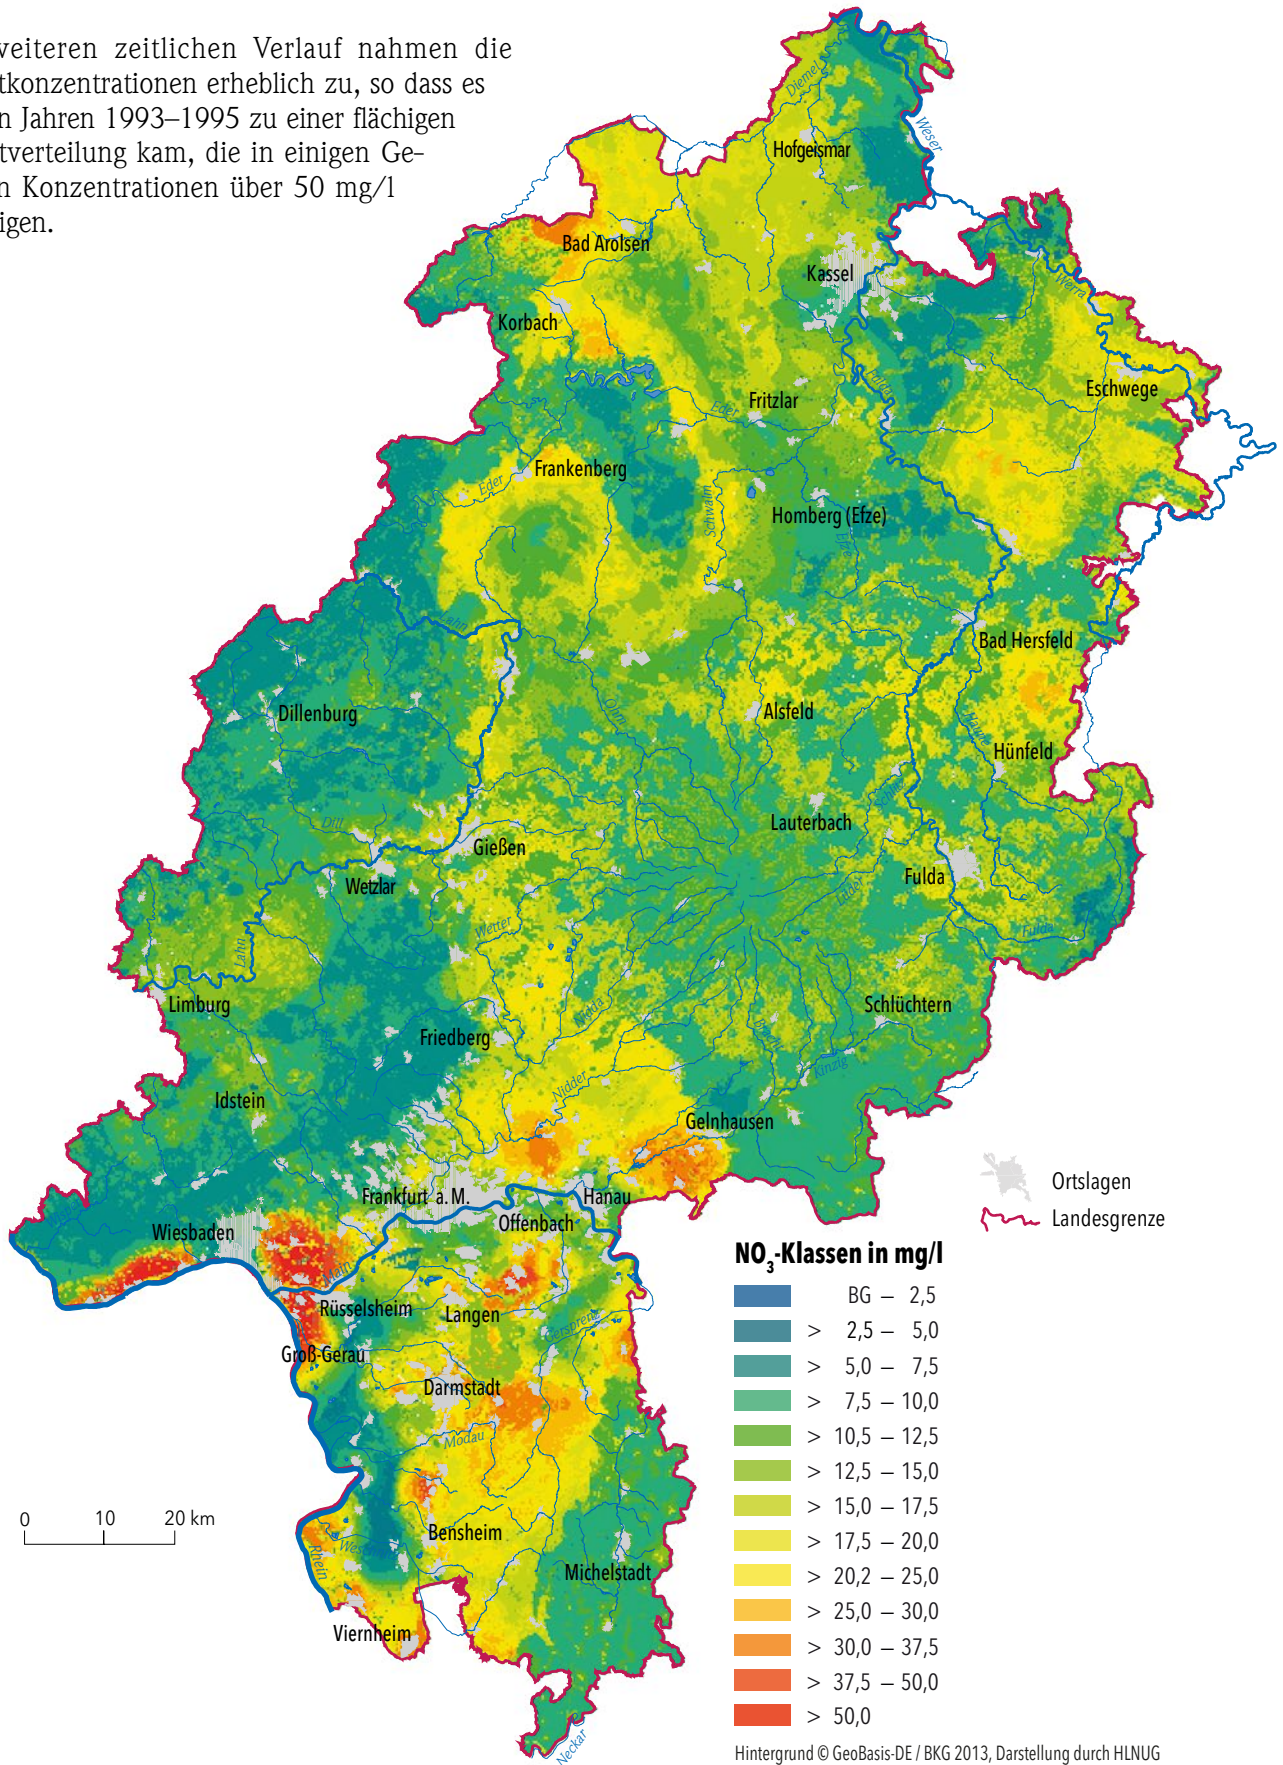 weiteren zeitlichen Verlauf nahmen die
tkonzentrationen erheblich zu, so dass es
n Jahren 1993–1995 zu einer flächigen
tverteilung kam, die in einigen Ge-
n Konzentrationen über 50 mg/l
igen.
Diemel
Weser
Hofgeismar
Bad Arolsen
Kassel
Werra
Korbach
Fulda
Eschwege
Fritzlar
Eder
Frankenberg
Eder
Schwalm
Homberg (Efze)
Efze
Lahn
Bad Hersfeld
Ohm
Dillenburg
Alsfeld
Haune
Hünfeld
Schlitz
Dill
Lauterbach
Gießen
Wetzlar
Fulda
Lüder
Wetter
Fulda
Lahn
Limburg
Nidda
Schlüchtern
Friedberg
Bracht
Kinzig
Idstein
Nidder
Gelnhausen
Frankfurt a. M.
Hanau
Wiesbaden
Offenbach
Main
Rüsselsheim
Langen
Gersprenz
Groß-Gerau
Darmstadt
Modau
Bensheim
Rhein
Michelstadt
Viernheim
Neckar
0 10 20 km
Ortslagen
Landesgrenze
NO3-Klassen in mg/l
BG – 2,5
> 2,5 – 5,0
> 5,0 – 7,5
> 7,5 – 10,0
> 10,5 – 12,5
> 12,5 – 15,0
> 15,0 – 17,5
> 17,5 – 20,0
> 20,2 – 25,0
> 25,0 – 30,0
> 30,0 – 37,5
> 37,5 – 50,0
> 50,0
Hintergrund © GeoBasis-DE / BKG 2013, Darstellung durch HLNUG